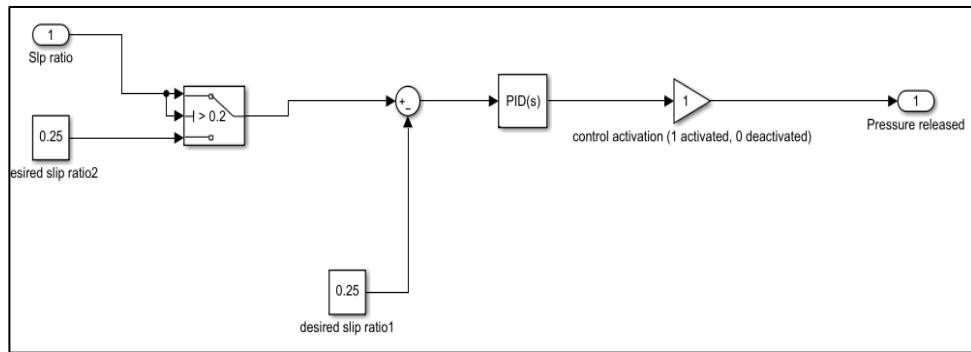 1
Slp ratio
> 0.2
0.25
esired slip ratio2
+
−
PID(s)
1
control activation (1 activated, 0 deactivated)
1
Pressure released
0.25
desired slip ratio1